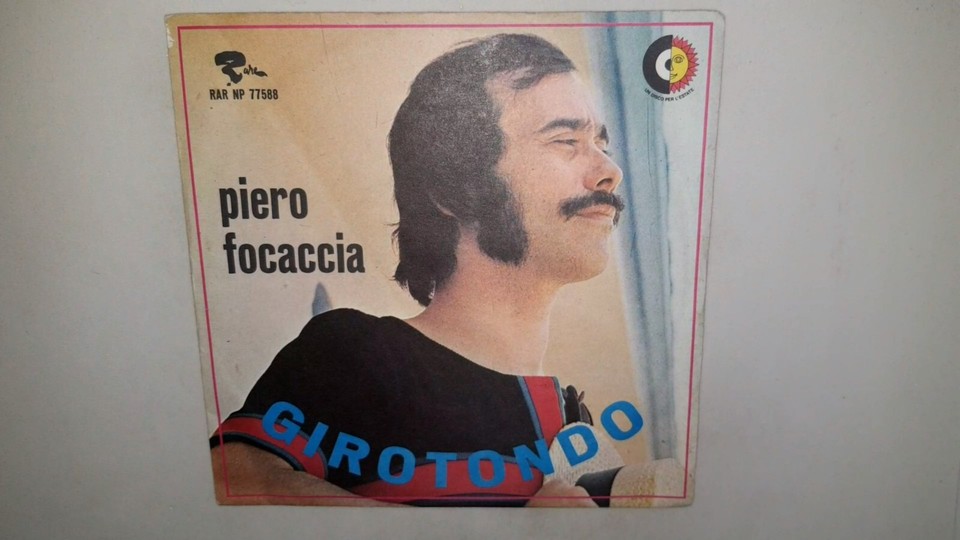 Rare
RAR NP 77588
UN DISCO PER L'ESTATE
piero
focaccia
GIROTONDO